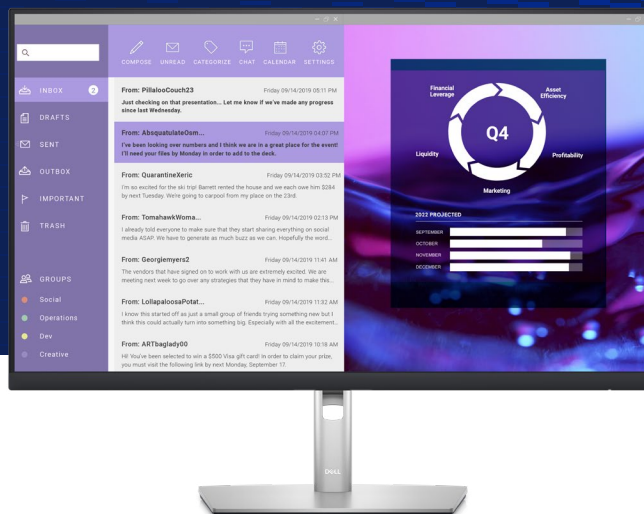 COMPOSE UNREAD CATEGORIZE CHAT CALENDAR SETTINGS
INBOX 2
DRAFTS
SENT
OUTBOX
IMPORTANT
TRASH
GROUPS
Social
Operations
Dev
Creative
From: PillalooCouch23 Friday 09/14/2019 05:11 PM
Just checking on that presentation... Let me know if we've made any progress
since last Wednesday.
From: AbsquatulateOsm... Friday 09/14/2019 04:07 PM
I've been looking over numbers and I think we are in a great place for the event!
I'll need your files by Monday in order to add to the deck.
From: QuarantineXeric Friday 09/14/2019 03:52 PM
I'm so excited for the ski trip! Barrett rented the house and we each owe him $284
by next Tuesday. We're going to carpool from my place on the 23rd.
From: TomahawkWoma... Friday 09/14/2019 02:13 PM
I already told everyone to make sure that they start sharing everything on social
media ASAP. We have to generate as much buzz as we can. Hopefully the word...
From: Georgiemyers2 Friday 09/14/2019 11:41 AM
The vendors that have signed on to work with us are extremely excited. We are
meeting next week to go over any strategies that they have in mind to make this...
From: LollapaloosaPotat... Friday 09/14/2019 11:32 AM
I know this started off as just a small group of friends trying something new but I
think this could actually turn into something big. Especially with all the excitement...
From: ARTbaglady00 Friday 09/14/2019 10:18 AM
Hi! You've been selected to win a $500 Visa gift card! In order to claim your prize,
you must visit the following link by next Monday, September 17.
Financial
Leverage
Asset
Efficiency
Q4
Liquidity
Profitability
Marketing
2022 PROJECTED
SEPTEMBER
OCTOBER
NOVEMBER
DECEMBER
DELL